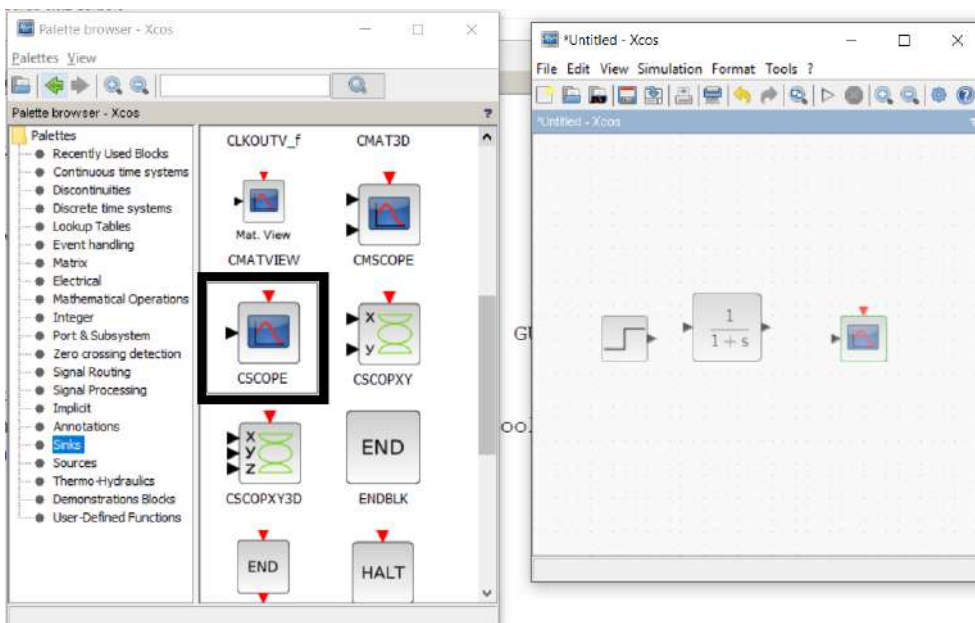 Palette browser - Xcos
Palettes View
Palette browser - Xcos ?
Palettes
Recently Used Blocks
Continuous time systems
Discontinuities
Discrete time systems
Lookup Tables
Event handling
Matrix
Electrical
Mathematical Operations
Integer
Port & Subsystem
Zero crossing detection
Signal Routing
Signal Processing
Implicit
Annotations
Sinks
Sources
Thermo-Hydraulics
Demonstrations Blocks
User-Defined Functions
CLKOUTV_f CMAT3D
Mat. View
CMATVIEW CMSCOPE
X
y
CSCOPE CSCOPXY
X
y
Z
END
CSCOPXY3D ENDBLK
END HALT
*Untitled - Xcos
File Edit View Simulation Format Tools ?
*Untitled - Xcos
1
1 + s